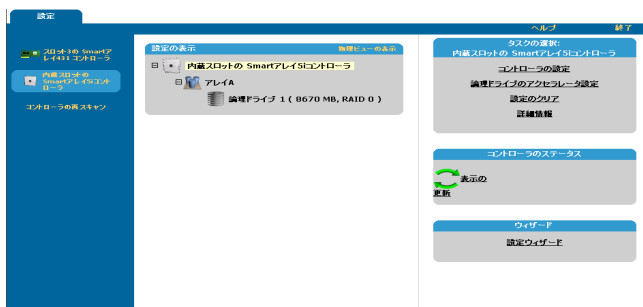 設定
ヘルプ 終了
スロット3の Smartア
レイ431 コントローラ
内蔵スロットの
Smartアレイ5iコント
ローラ
コントローラの再スキャン
設定の表示 物理ビューの表示
内蔵スロットの Smartアレイ5iコントローラ
アレイA
論理ドライブ 1 ( 8670 MB, RAID 0 )
タスクの選択:
内蔵スロットの Smartアレイ5iコントローラ
コントローラの設定
論理ドライブのアクセラレータ設定
設定のクリア
詳細情報
コントローラのステータス
表示の
更新
ウィザード
設定ウィザード